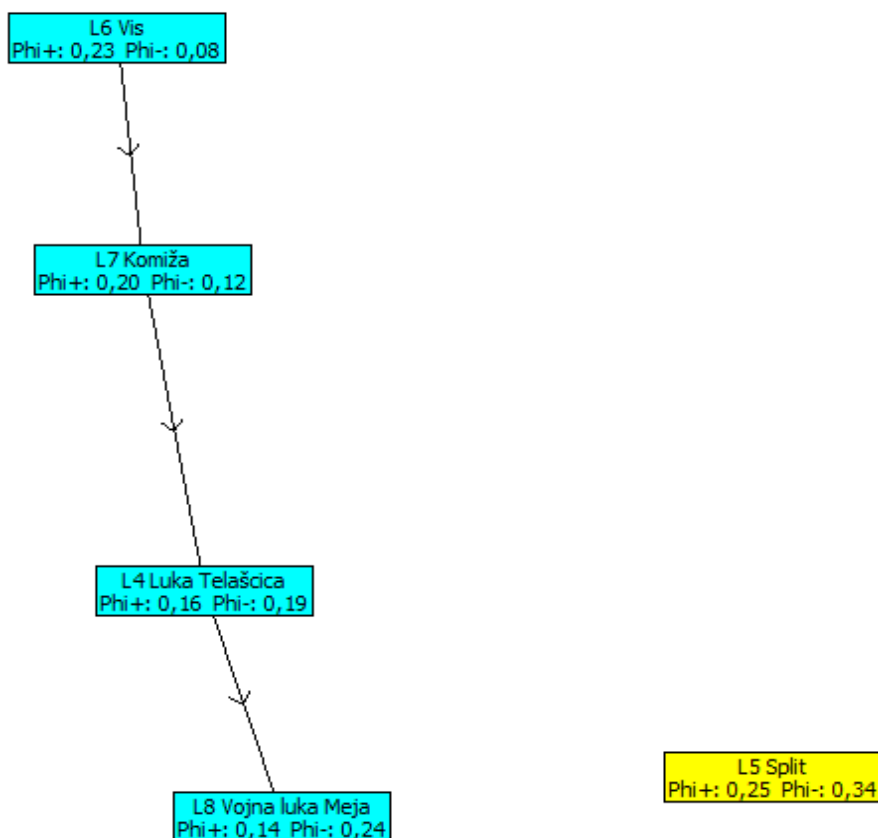 L6 Vis
Phi+: 0,23 Phi-: 0,08
L7 Komiža
Phi+: 0,20 Phi-: 0,12
L4 Luka Telašcica
Phi+: 0,16 Phi-: 0,19
L5 Split
Phi+: 0,25 Phi-: 0,34
L8 Vojna luka Meja
Phi+: 0,14 Phi-: 0,24